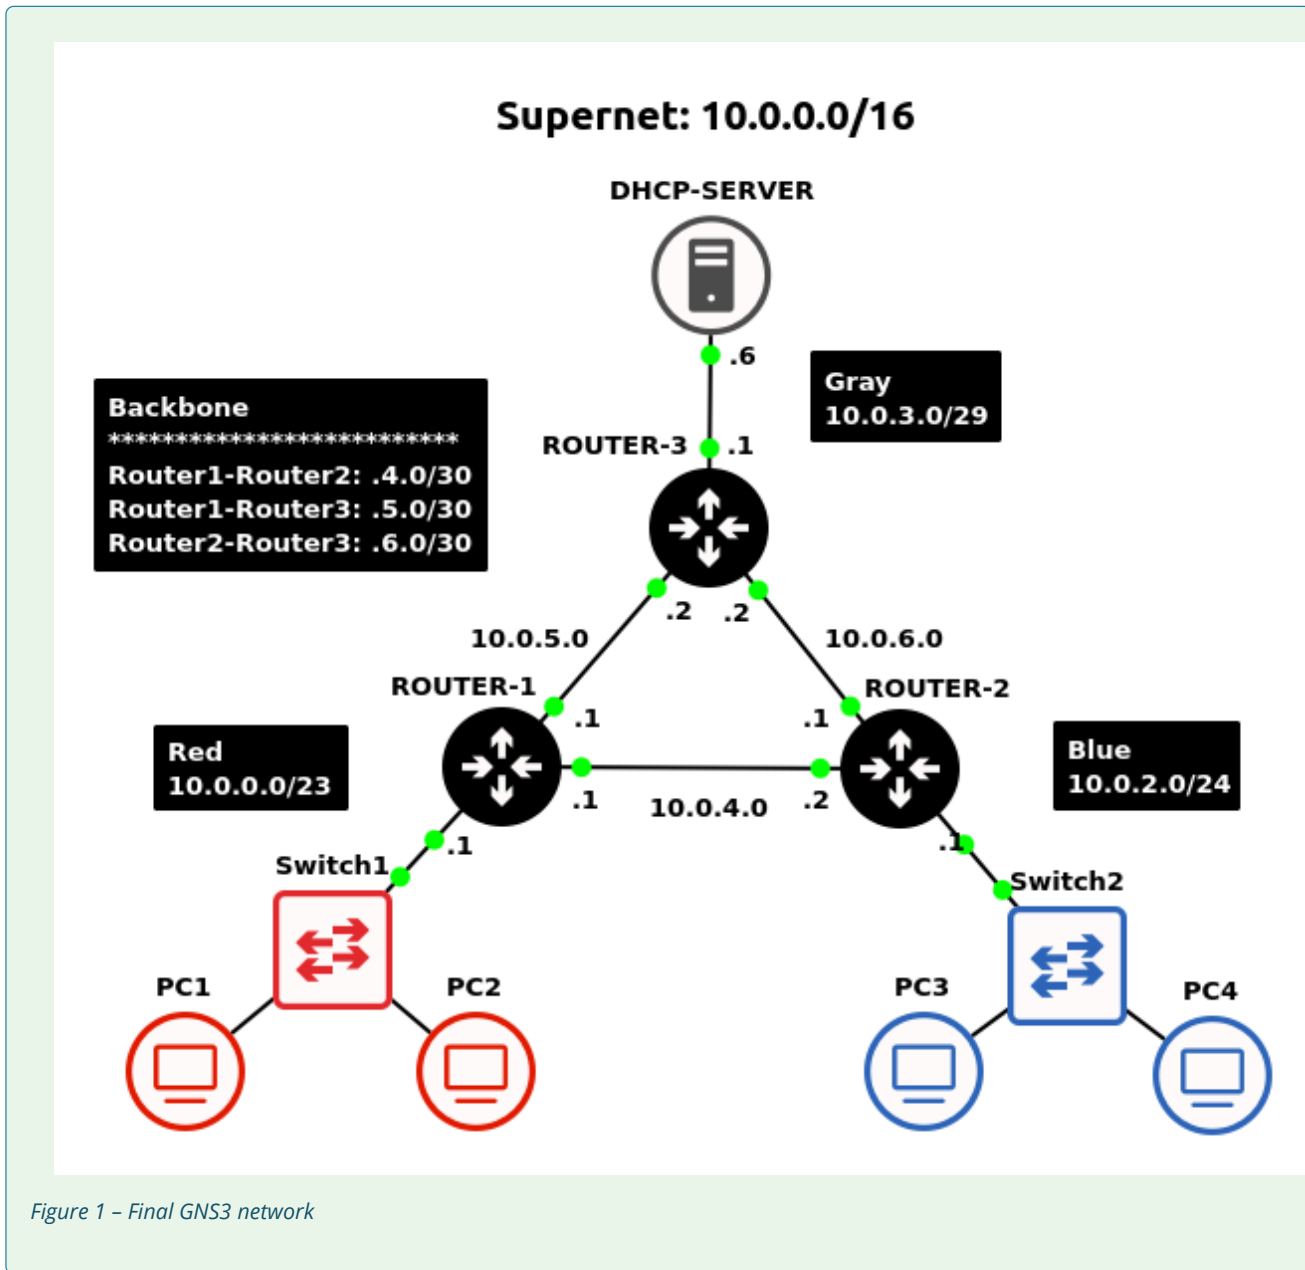 Supernet: 10.0.0.0/16
DHCP-SERVER
.6
Gray
10.0.3.0/29
Backbone
**************************
Router1-Router2: .4.0/30
Router1-Router3: .5.0/30
Router2-Router3: .6.0/30
ROUTER-3
.1
.2
.2
10.0.5.0
10.0.6.0
ROUTER-1
ROUTER-2
.1
.1
Red
10.0.0.0/23
Blue
10.0.2.0/24
.1
10.0.4.0
.2
.1
.1
Switch1
Switch2
PC1
PC2
PC3
PC4
Figure 1 – Final GNS3 network